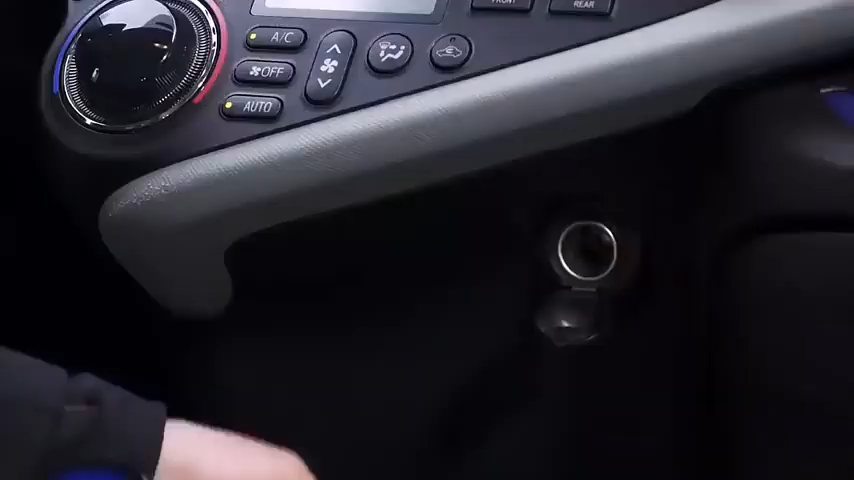 FRONT
REAR
A/C
OFF
AUTO